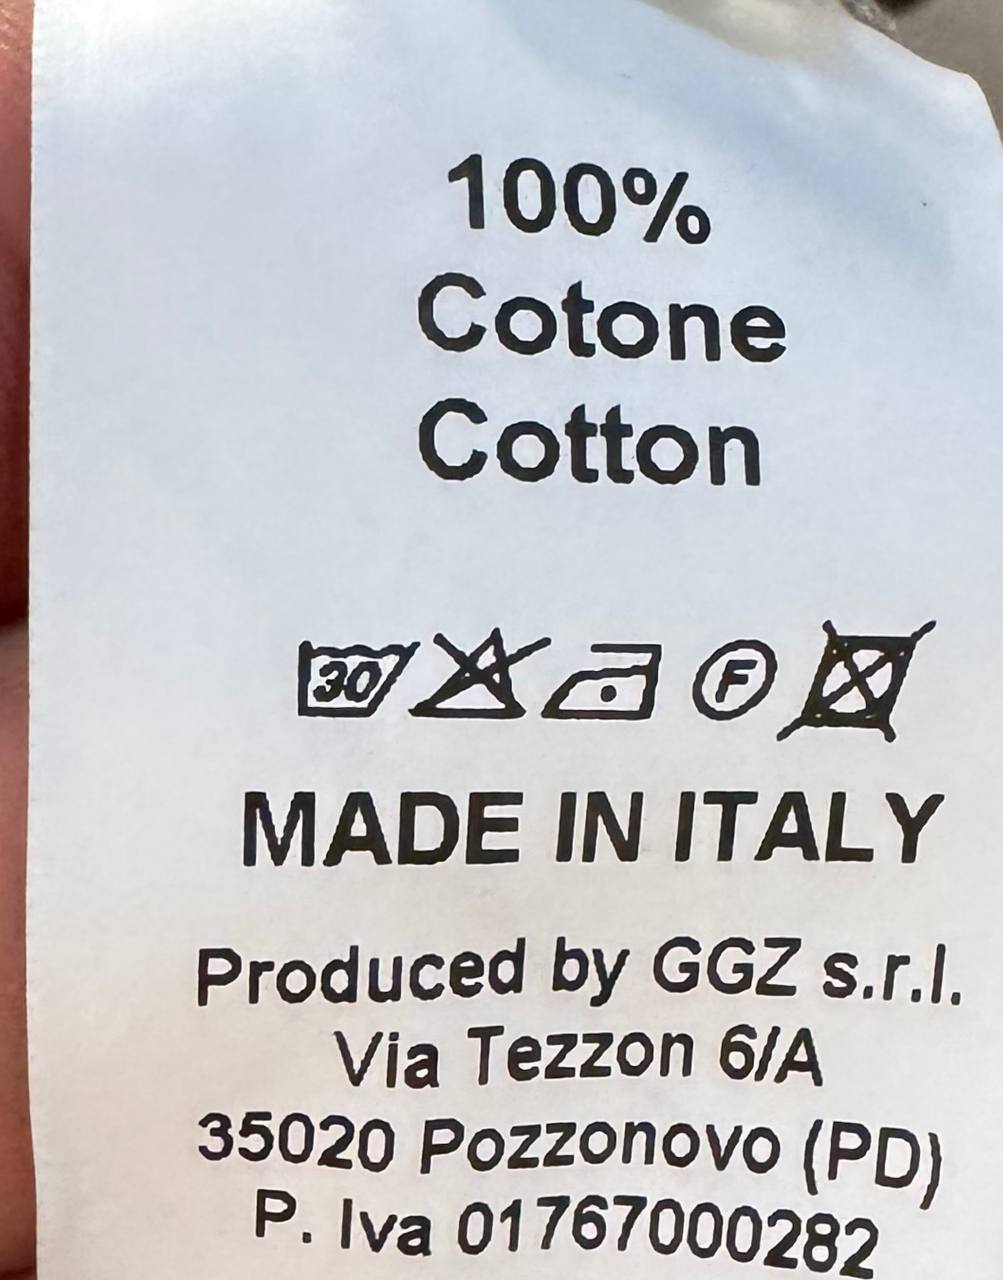 100%
Cotone
Cotton
30 F
MADE IN ITALY
Produced by GGZ s.r.l.
Via Tezzon 6/A
35020 Pozzonovo (PD)
P. Iva 01767000282